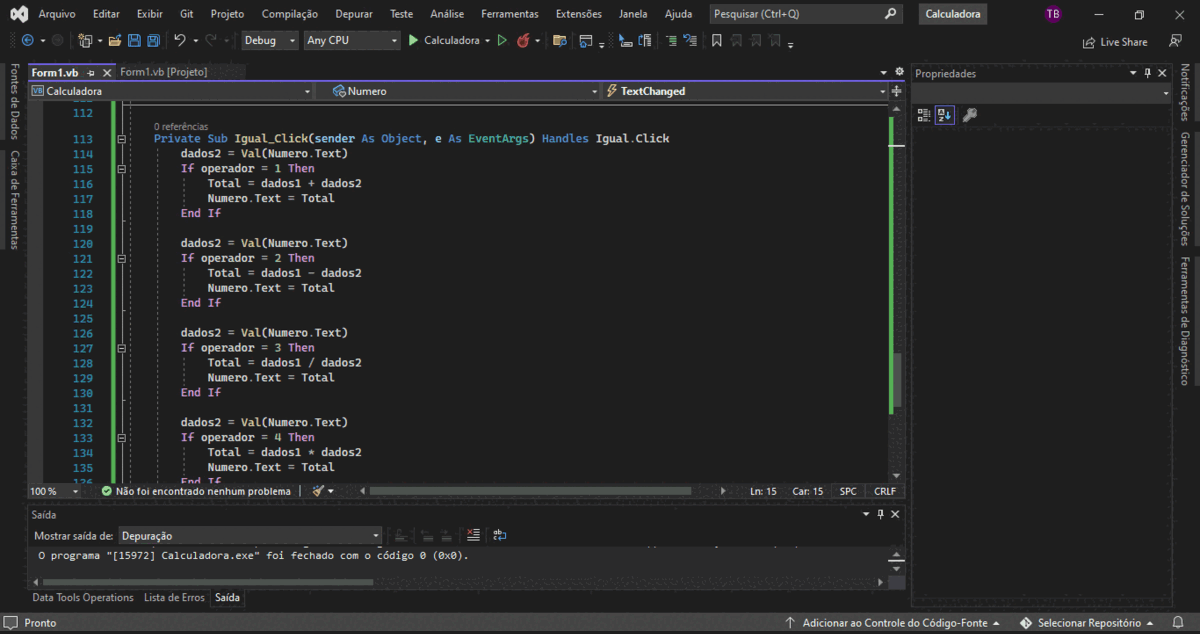 Arquivo Editar Exibir Git Projeto Compilação Depurar Teste Análise Ferramentas Extensões Janela Ajuda Pesquisar (Ctrl+Q) Calculadora TB
Debug Any CPU Calculadora Live Share
Form1.vb Form1.vb [Projeto]
VB Calculadora Numero TextChanged
Fontes de Dados
Caixa de Ferramentas
112
0 referências
113 Private Sub Igual_Click(sender As Object, e As EventArgs) Handles Igual.Click
114 dados2 = Val(Numero.Text)
115 If operador = 1 Then
116 Total = dados1 + dados2
117 Numero.Text = Total
118 End If
119
120 dados2 = Val(Numero.Text)
121 If operador = 2 Then
122 Total = dados1 - dados2
123 Numero.Text = Total
124 End If
125
126 dados2 = Val(Numero.Text)
127 If operador = 3 Then
128 Total = dados1 / dados2
129 Numero.Text = Total
130 End If
131
132 dados2 = Val(Numero.Text)
133 If operador = 4 Then
134 Total = dados1 * dados2
135 Numero.Text = Total
136 End If
100 % Não foi encontrado nenhum problema Ln: 15 Car: 15 SPC CRLF
Propriedades
Notificações
Gerenciador de Soluções
Ferramentas de Diagnóstico
Saída
Mostrar saída de: Depuração
O programa "[15972] Calculadora.exe" foi fechado com o código 0 (0x0).
Data Tools Operations Lista de Erros Saída
Pronto Adicionar ao Controle do Código-Fonte Selecionar Repositório